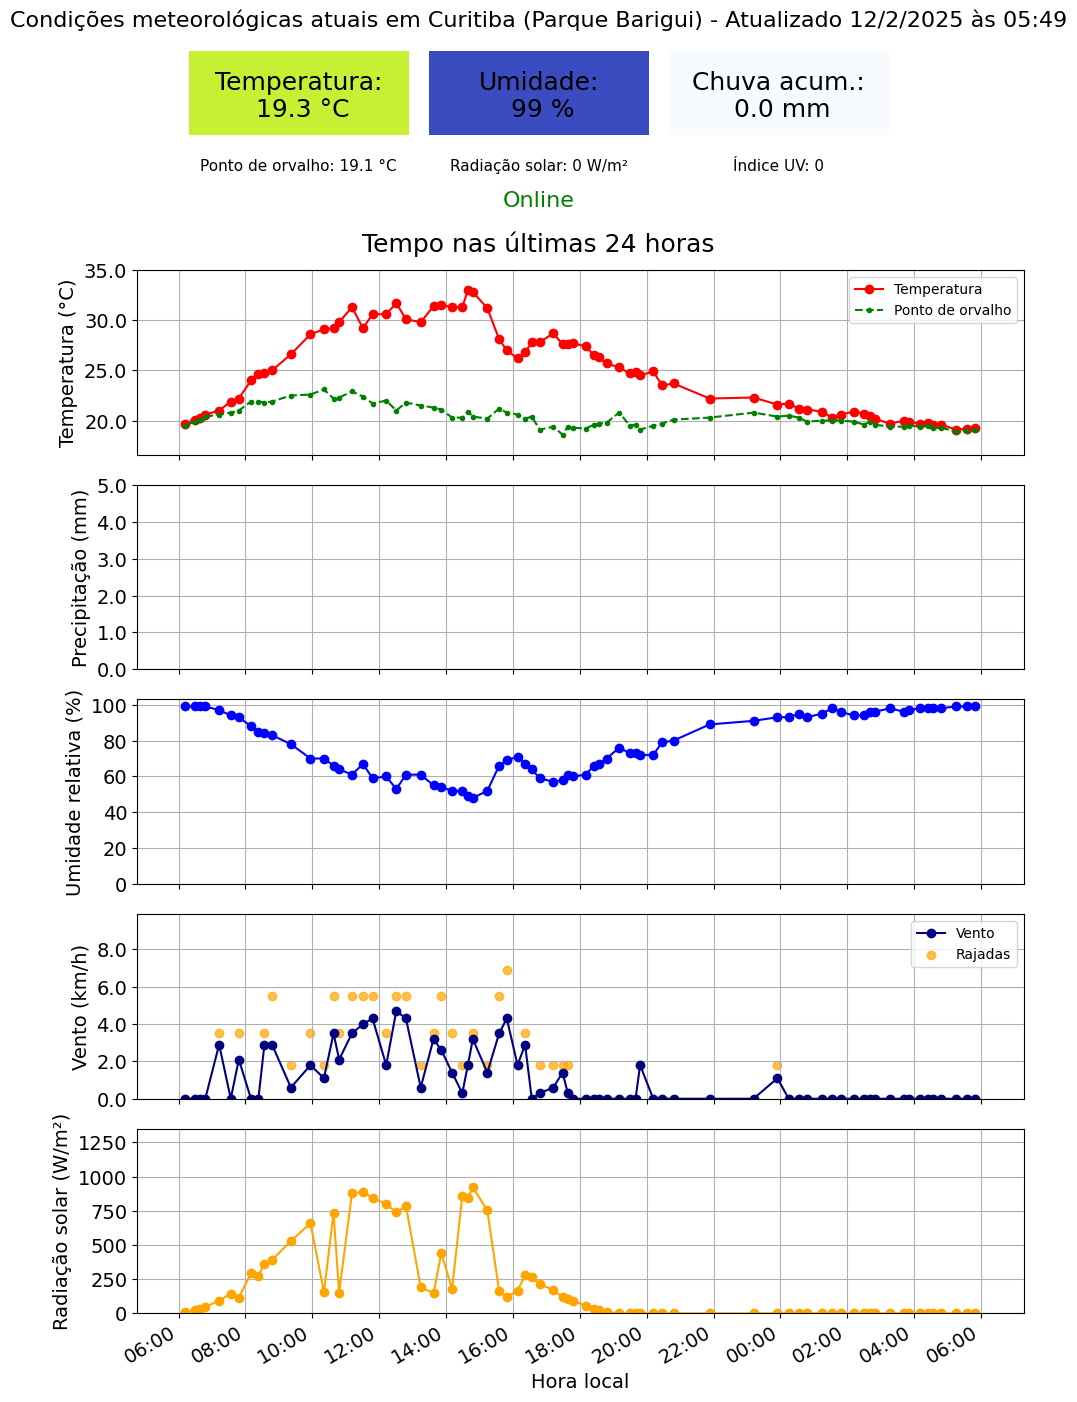 Condições meteorológicas atuais em Curitiba (Parque Barigui) - Atualizado 12/2/2025 às 05:49
Temperatura:
19.3 °C
Umidade:
99 %
Chuva acum.:
0.0 mm
Ponto de orvalho: 19.1 °C
Radiação solar: 0 W/m²
Índice UV: 0
Online
Tempo nas últimas 24 horas
Temperatura (°C)
35.0
30.0
25.0
20.0
Temperatura
Ponto de orvalho
Precipitação (mm)
5.0
4.0
3.0
2.0
1.0
0.0
Umidade relativa (%)
100
80
60
40
20
0
Vento (km/h)
8.0
6.0
4.0
2.0
0.0
Vento
Rajadas
Radiação solar (W/m²)
1250
1000
750
500
250
0
06:00
08:00
10:00
12:00
14:00
16:00
18:00
20:00
22:00
00:00
02:00
04:00
06:00
Hora local